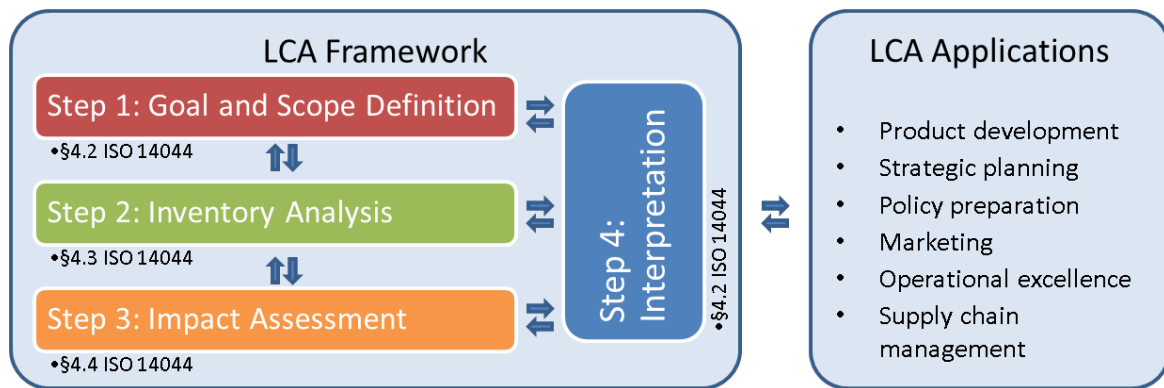 LCA Framework
Step 1: Goal and Scope Definition
•§4.2 ISO 14044
Step 2: Inventory Analysis
•§4.3 ISO 14044
Step 3: Impact Assessment
•§4.4 ISO 14044
Step 4:
Interpretation
•§4.2 ISO 14044
LCA Applications
• Product development
• Strategic planning
• Policy preparation
• Marketing
• Operational excellence
• Supply chain
management